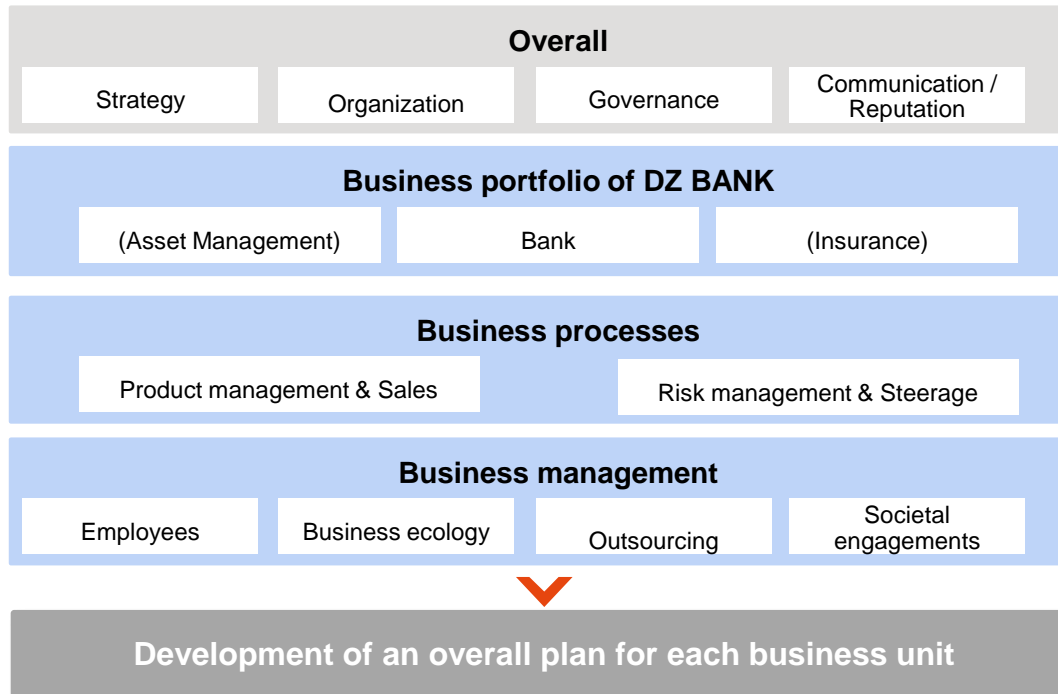 Overall
Strategy
Organization
Governance
Communication /
Reputation
Business portfolio of DZ BANK
(Asset Management)
Bank
(Insurance)
Business processes
Product management & Sales
Risk management & Steerage
Business management
Employees
Business ecology
Outsourcing
Societal
engagements
Development of an overall plan for each business unit